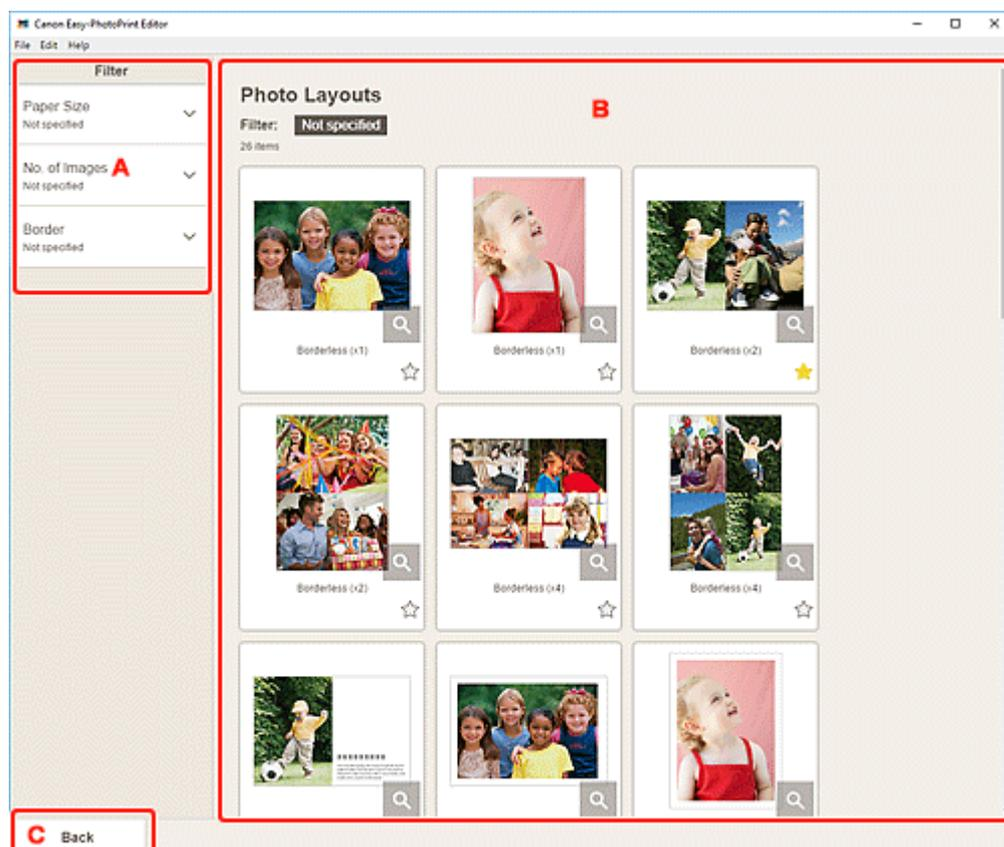 Canon Easy-PhotoPrint Editor
File Edit Help
Filter
Paper Size
Not specified
No. of Images A
Not specified
Border
Not specified
B
Photo Layouts
Filter: Not specified
26 items
Borderless (x1)
Borderless (x1)
Borderless (x2)
Borderless (x2)
Borderless (x4)
Borderless (x4)
C Back